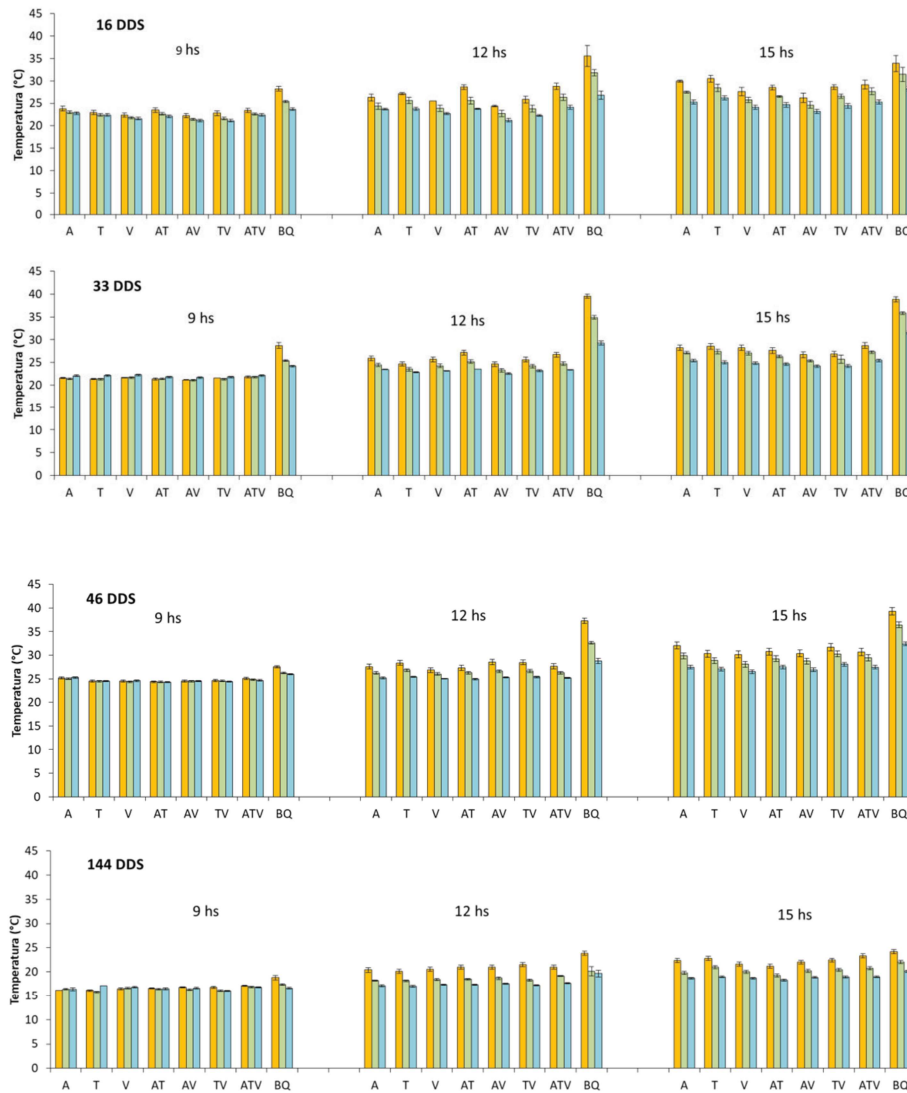 16 DDS
9 hs
12 hs
15 hs
Temperatura (°C)
45
40
35
30
25
20
15
10
5
0
A T V AT AV TV ATV BQ A T V AT AV TV ATV BQ A T V AT AV TV ATV BQ
33 DDS
9 hs
12 hs
15 hs
Temperatura (°C)
45
40
35
30
25
20
15
10
5
0
A T V AT AV TV ATV BQ A T V AT AV TV ATV BQ A T V AT AV TV ATV BQ
46 DDS
9 hs
12 hs
15 hs
Temperatura (°C)
45
40
35
30
25
20
15
10
5
0
A T V AT AV TV ATV BQ A T V AT AV TV ATV BQ A T V AT AV TV ATV BQ
144 DDS
9 hs
12 hs
15 hs
Temperatura (°C)
45
40
35
30
25
20
15
10
5
0
A T V AT AV TV ATV BQ A T V AT AV TV ATV BQ A T V AT AV TV ATV BQ